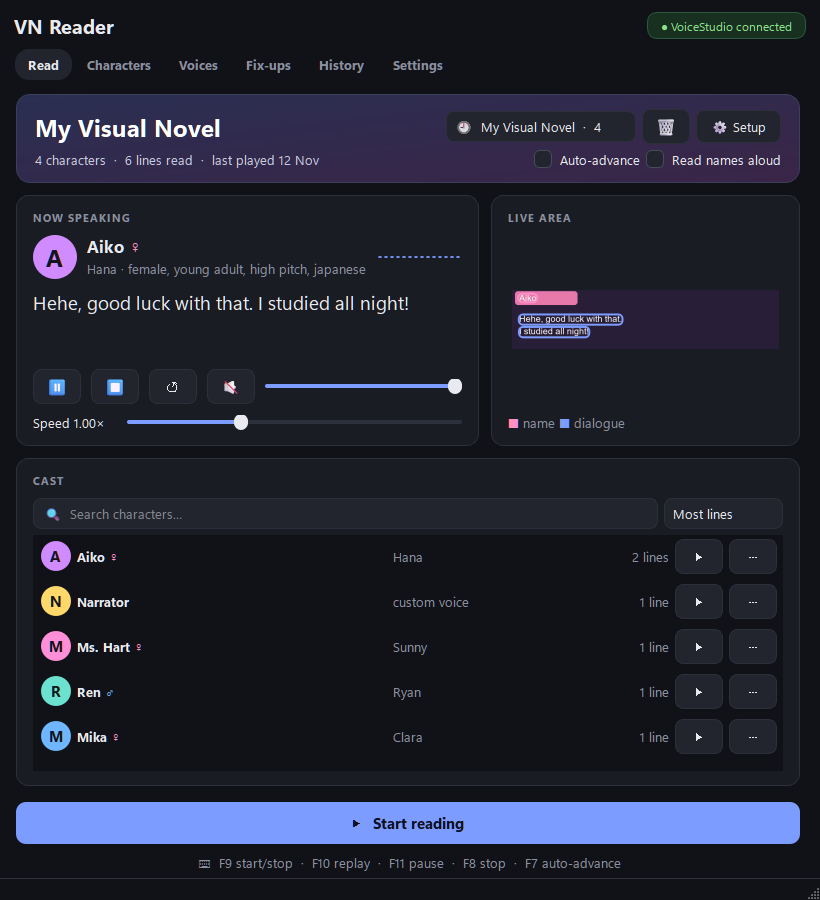 VN Reader
● VoiceStudio connected
Read Characters Voices Fix-ups History Settings
My Visual Novel
My Visual Novel · 4
Setup
4 characters · 6 lines read · last played 12 Nov
Auto-advance
Read names aloud
NOW SPEAKING
A
Aiko ♀
Hana · female, young adult, high pitch, japanese
Hehe, good luck with that. I studied all night!
Speed 1.00×
LIVE AREA
Aiko
Hehe, good luck with that.
I studied all night!
name dialogue
CAST
Search characters...
Most lines
A Aiko ♀ Hana 2 lines
N Narrator custom voice 1 line
M Ms. Hart ♀ Sunny 1 line
R Ren ♂ Ryan 1 line
M Mika ♀ Clara 1 line
Start reading
F9 start/stop · F10 replay · F11 pause · F8 stop · F7 auto-advance